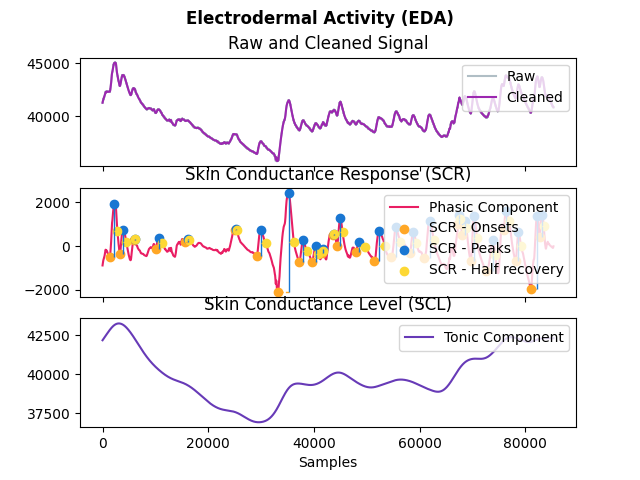 Electrodermal Activity (EDA)
Raw and Cleaned Signal
45000
40000
Raw
Cleaned
Skin Conductance Response (SCR)
2000
0
−2000
Phasic Component
SCR - Onsets
SCR - Peaks
SCR - Half recovery
Skin Conductance Level (SCL)
42500
40000
37500
Tonic Component
0
20000
40000
60000
80000
Samples